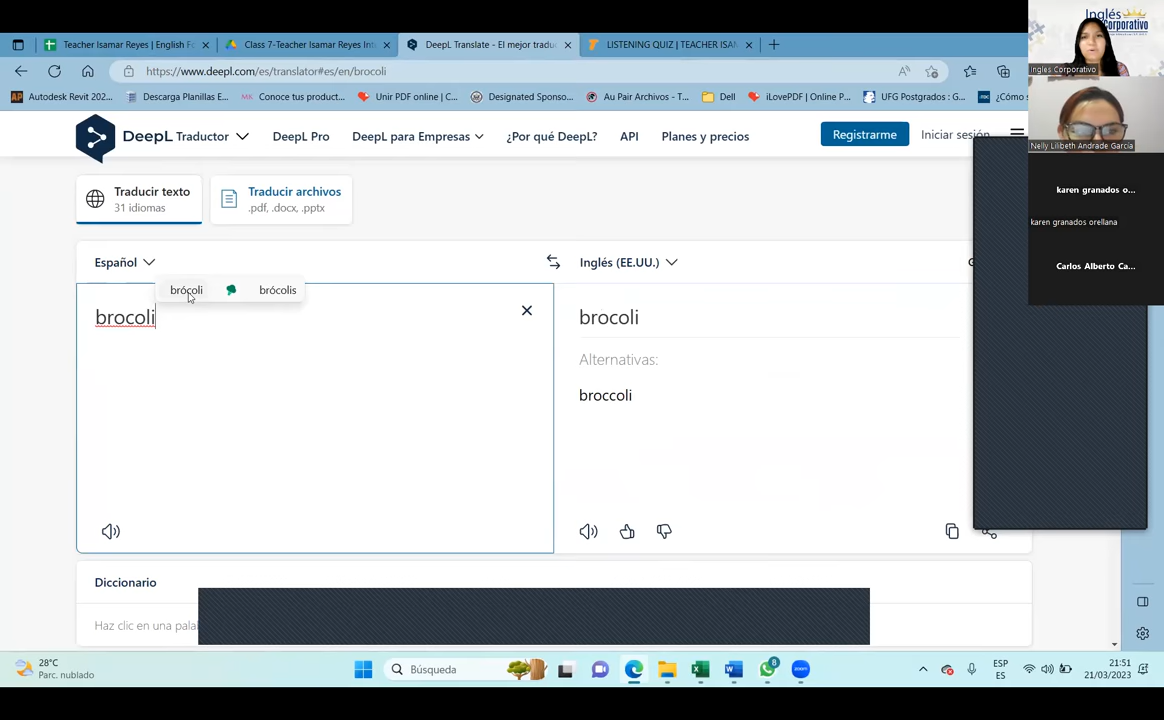 Teacher Isamar Reyes | English Fo
Class 7-Teacher Isamar Reyes Int
DeepL Translate - El mejor tradu
LISTENING QUIZ | TEACHER ISAM
https://www.deepl.com/es/translator#es/en/brocoli
Autodesk Revit 202...
Descarga Planillas E...
Conoce tus product...
Unir PDF online | C...
Designated Sponso...
Au Pair Archivos - T...
Dell
iLovePDF | Online P...
UFG Postgrados : G...
¿Cómo s
DeepL Traductor
DeepL Pro
DeepL para Empresas
¿Por qué DeepL?
API
Planes y precios
Registrarme
Iniciar sesión
Traducir texto
31 idiomas
Traducir archivos
.pdf, .docx, .pptx
Español
Inglés (EE.UU.)
G
brócoli
brócolis
brocoli
brocoli
Alternativas:
broccoli
Diccionario
Haz clic en una palal
Inglés
Corporativo
Ingles Corporativo
Nelly Lilibeth Andrade García
karen granados o...
karen granados orellana
Carlos Alberto Ca...
28°C
Parc. nublado
Búsqueda
8
ESP
ES
21:51
21/03/2023